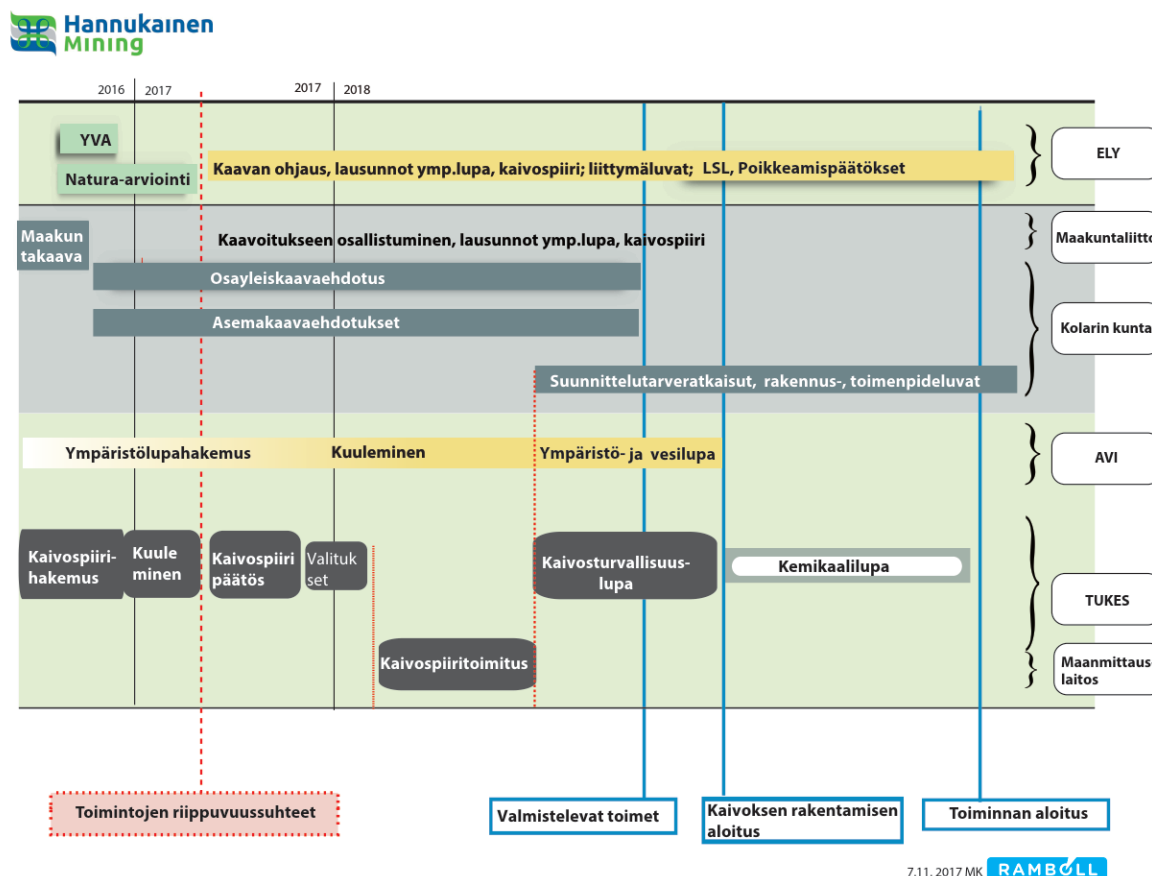 Hannukainen
Mining
2016 2017
2017 2018
YVA
Natura-arviointi
Kaavan ohjaus, lausunnot ymp.lupa, kaivospiiri; liittymäluvat; LSL, Poikkeamispäätökset
ELY
Maakun
takaava
Kaavoitukseen osallistuminen, lausunnot ymp.lupa, kaivospiiri
Maakuntaliitto
Osayleiskaavaehdotus
Asemakaavaehdotukset
Kolarin kunta
Suunnittelutarveratkaisut, rakennus-, toimenpideluvat
Ympäristölupahakemus
Kuuleminen
Ympäristö- ja vesilupa
AVI
Kaivospiiri-
hakemus
Kuule
minen
Kaivospiiri
päätös
Valituk
set
Kaivosturvallisuus-
lupa
Kemikaalilupa
TUKES
Kaivospiiritoimitus
Maanmittaus-
laitos
Toimintojen riippuvuussuhteet
Valmistelevat toimet
Kaivoksen rakentamisen
aloitus
Toiminnan aloitus
7.11. 2017 MK RAMBOLL